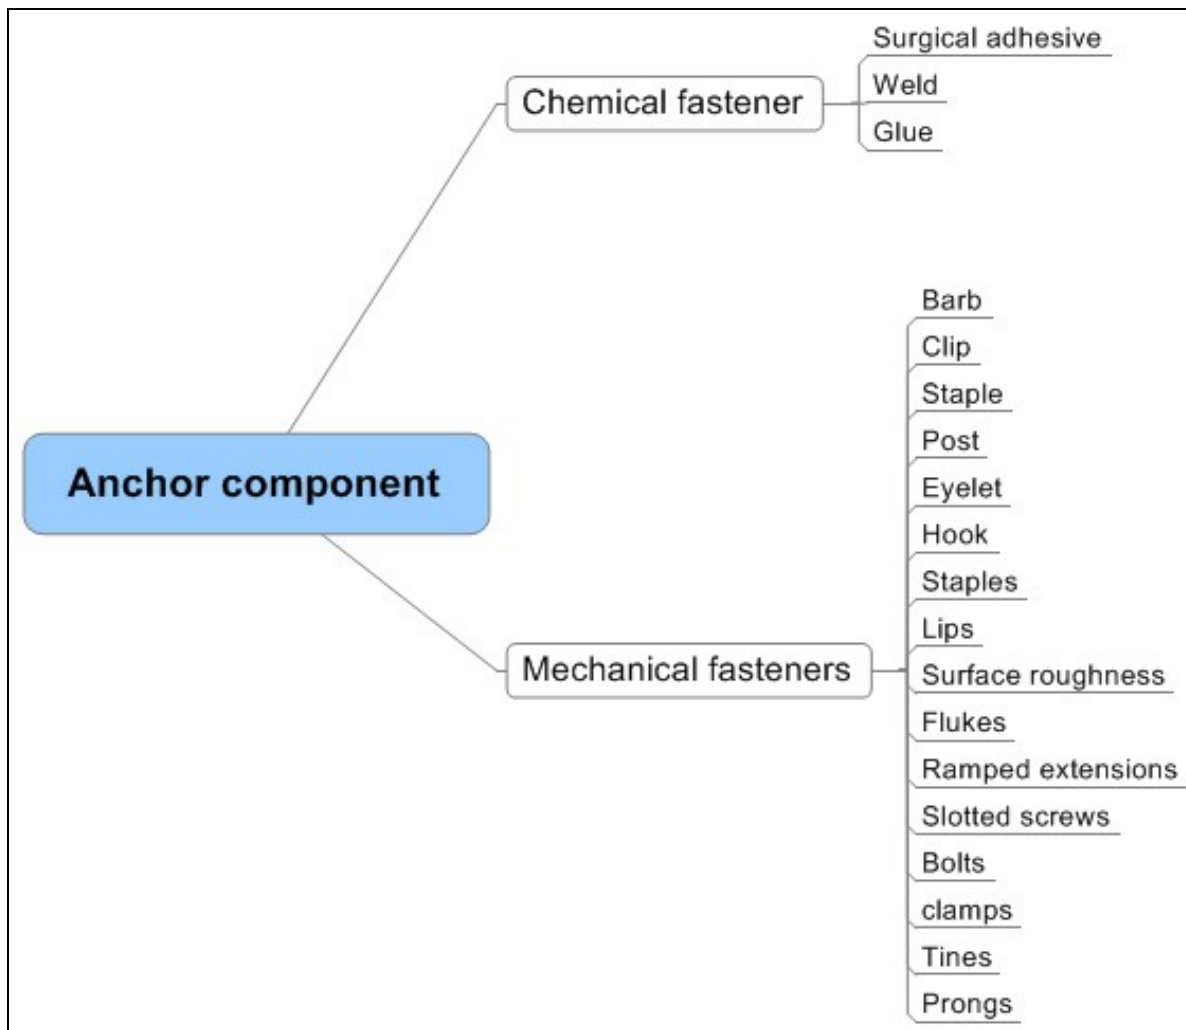 Surgical adhesive
Chemical fastener
Weld
Glue
Anchor component
Mechanical fasteners
Barb
Clip
Staple
Post
Eyelet
Hook
Staples
Lips
Surface roughness
Flukes
Ramped extensions
Slotted screws
Bolts
clamps
Tines
Prongs